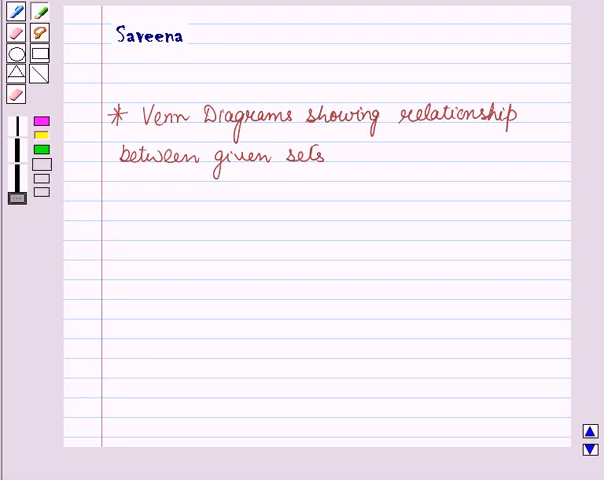 Saveena
* Venn Diagrams showing relationship
between given sets